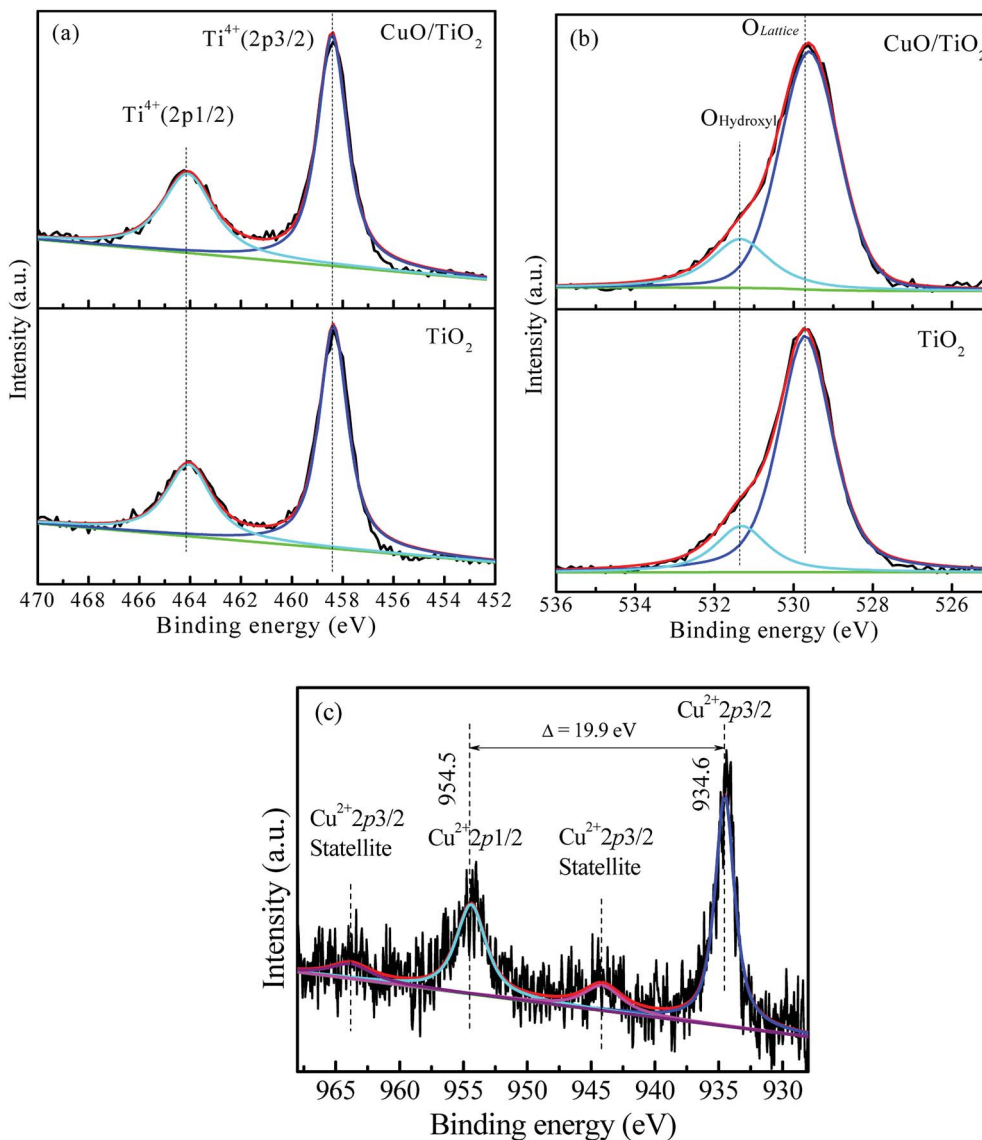 (a)
Ti⁴⁺(2p3/2)
CuO/TiO₂
Ti⁴⁺(2p1/2)
TiO₂
Intensity (a.u.)
470 468 466 464 462 460 458 456 454 452
Binding energy (eV)
(b)
O Lattice
CuO/TiO₂
O Hydroxyl
TiO₂
Intensity (a.u.)
536 534 532 530 528 526
Binding energy (eV)
(c)
Cu²⁺2p3/2
Δ = 19.9 eV
954.5
934.6
Cu²⁺2p3/2
Statellite
Cu²⁺2p1/2
Cu²⁺2p3/2
Statellite
Intensity (a.u.)
965 960 955 950 945 940 935 930
Binding energy (eV)